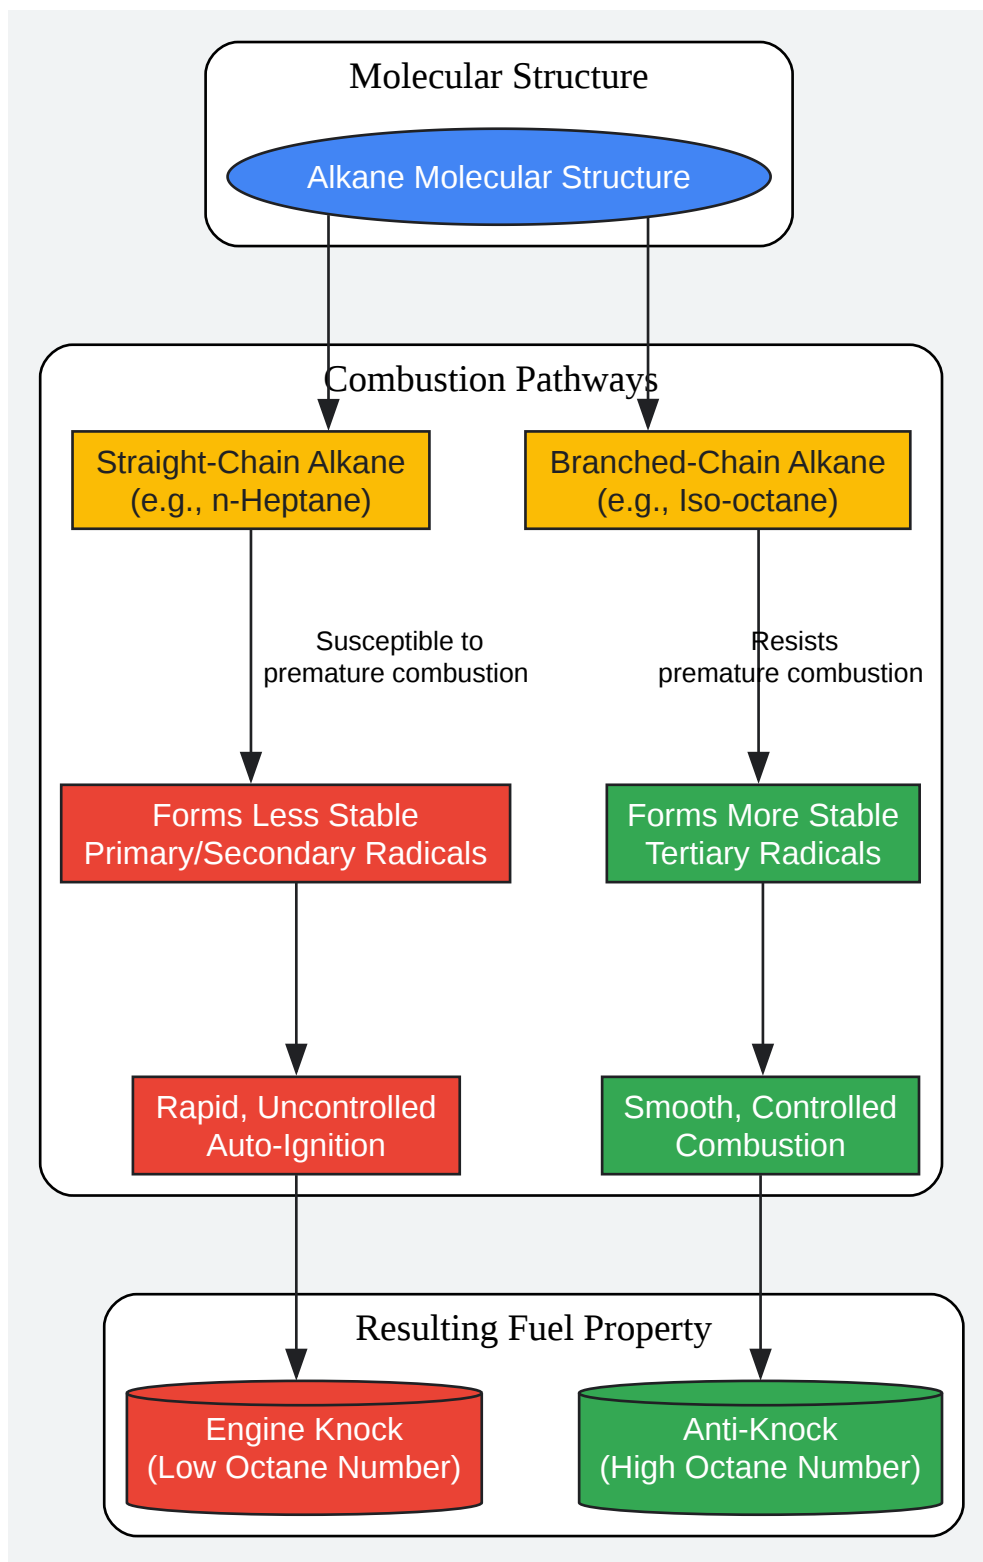 Molecular Structure
Alkane Molecular Structure
Combustion Pathways
Straight-Chain Alkane
(e.g., n-Heptane)
Branched-Chain Alkane
(e.g., Iso-octane)
Susceptible to
premature combustion
Resists
premature combustion
Forms Less Stable
Primary/Secondary Radicals
Forms More Stable
Tertiary Radicals
Rapid, Uncontrolled
Auto-Ignition
Smooth, Controlled
Combustion
Resulting Fuel Property
Engine Knock
(Low Octane Number)
Anti-Knock
(High Octane Number)